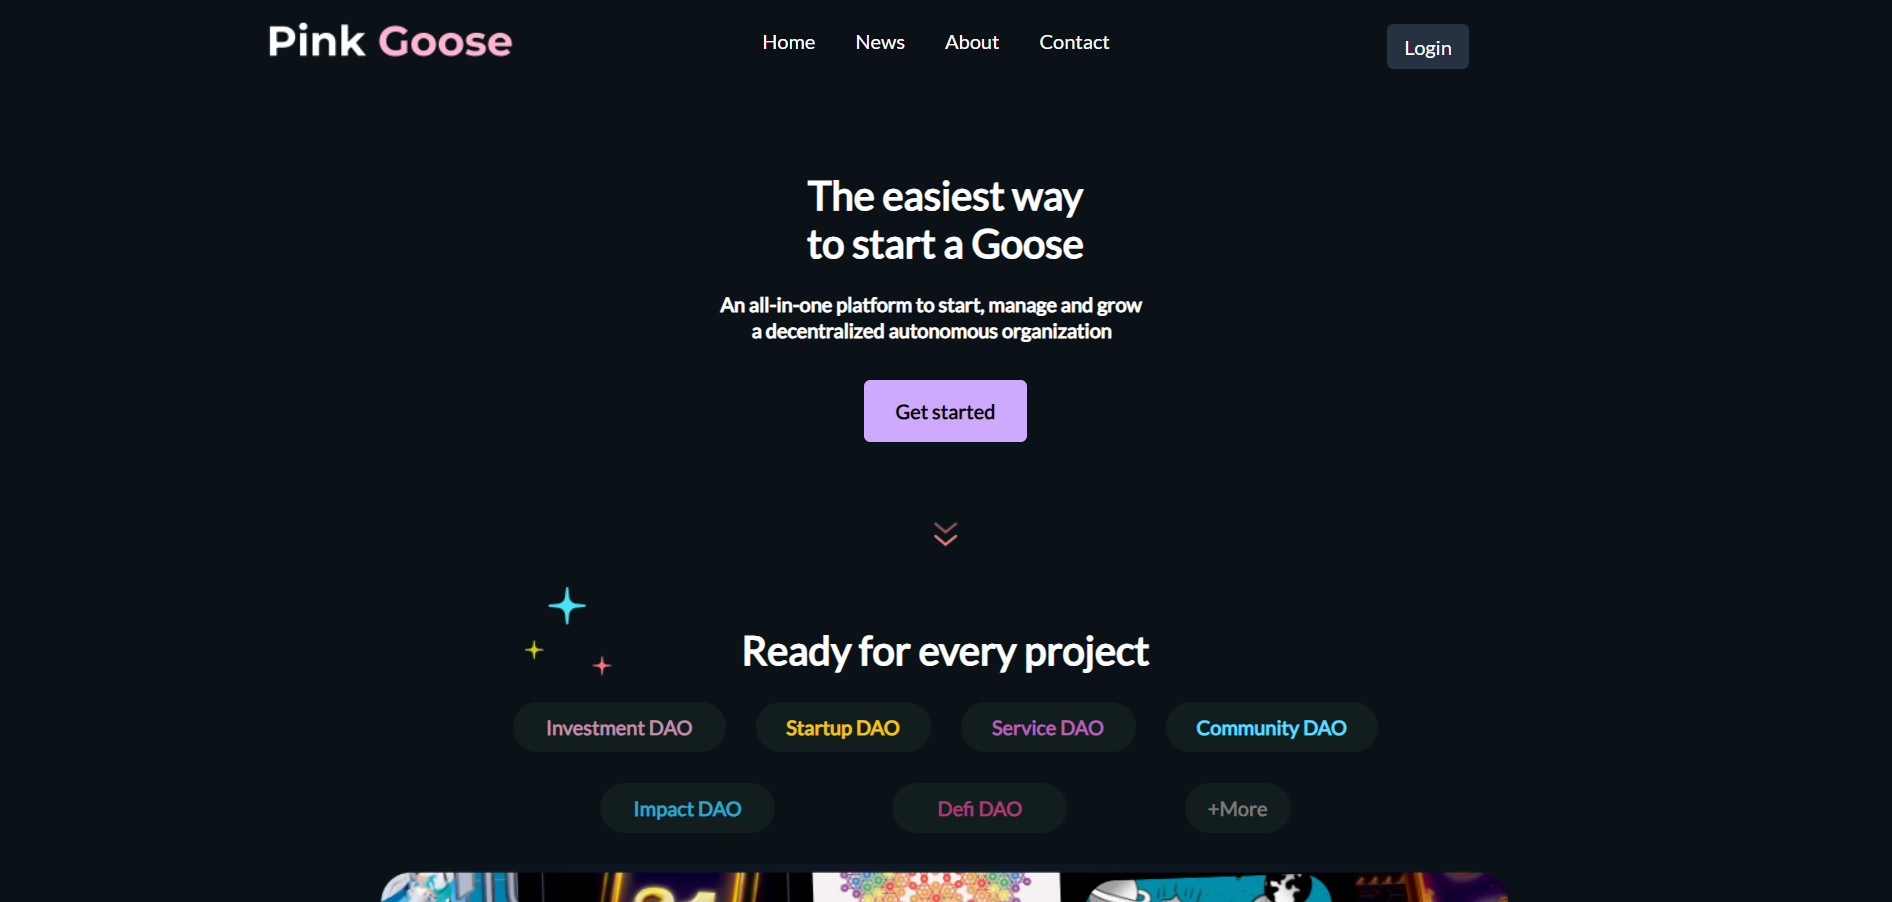 Pink Goose
Home News About Contact
Login
The easiest way
to start a Goose
An all-in-one platform to start, manage and grow
a decentralized autonomous organization
Get started
Ready for every project
Investment DAO
Startup DAO
Service DAO
Community DAO
Impact DAO
Defi DAO
+More